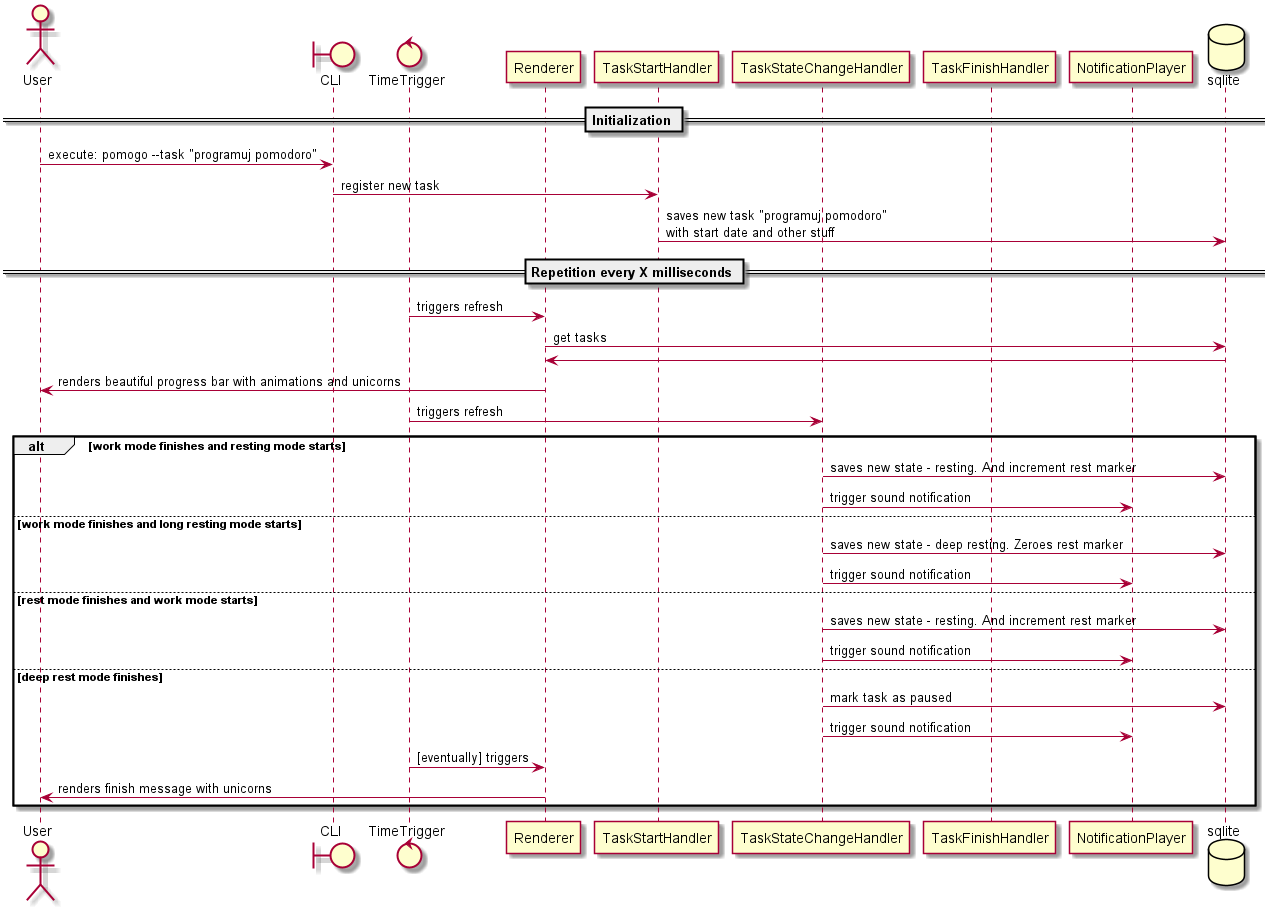 User
CLI
TimeTrigger
Renderer
TaskStartHandler
TaskStateChangeHandler
TaskFinishHandler
NotificationPlayer
sqlite
Initialization
execute: pomogo --task "programuj pomodoro"
register new task
saves new task "programuj pomodoro"
with start date and other stuff
Repetition every X milliseconds
triggers refresh
get tasks
renders beautiful progress bar with animations and unicorns
triggers refresh
alt [work mode finishes and resting mode starts]
saves new state - resting. And increment rest marker
trigger sound notification
[work mode finishes and long resting mode starts]
saves new state - deep resting. Zeroes rest marker
trigger sound notification
[rest mode finishes and work mode starts]
saves new state - resting. And increment rest marker
trigger sound notification
[deep rest mode finishes]
mark task as paused
trigger sound notification
[eventually] triggers
renders finish message with unicorns
User
CLI
TimeTrigger
Renderer
TaskStartHandler
TaskStateChangeHandler
TaskFinishHandler
NotificationPlayer
sqlite